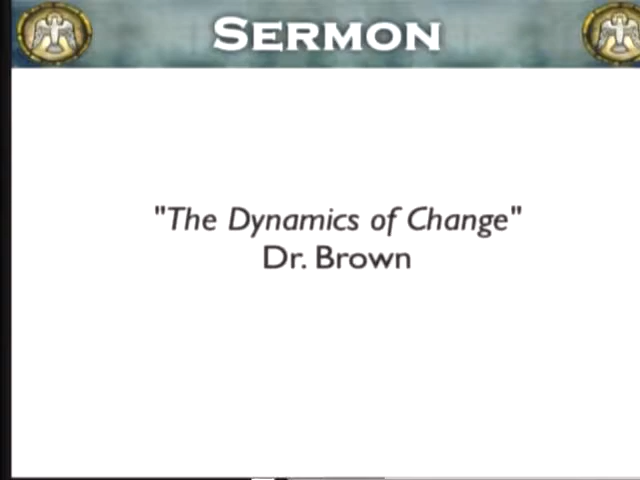 SERMON
"The Dynamics of Change"
Dr. Brown